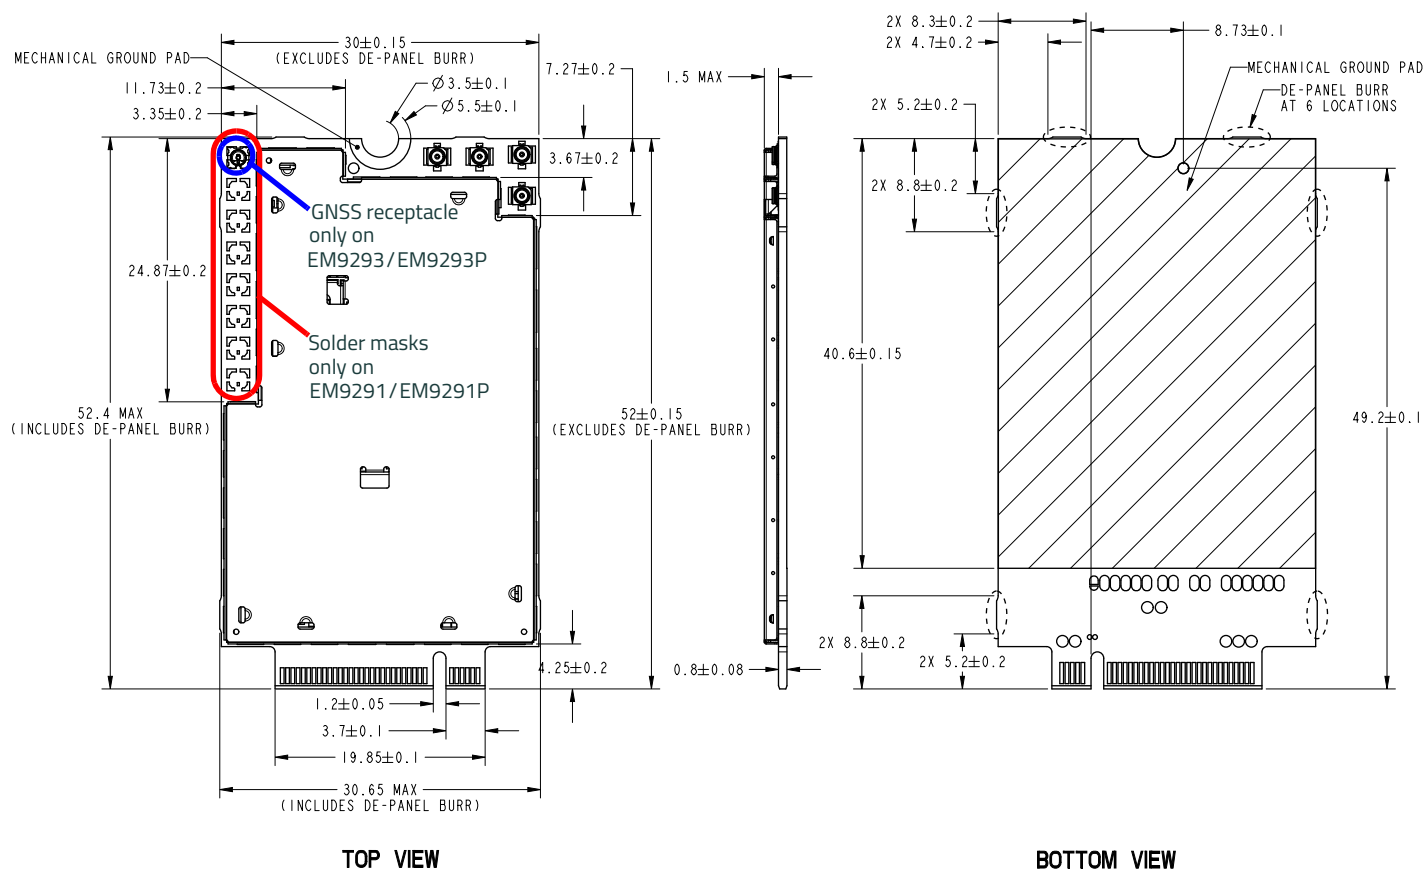 30±0.15
(EXCLUDES DE-PANEL BURR)
MECHANICAL GROUND PAD
11.73±0.2
3.35±0.2
Ø3.5±0.1
Ø5.5±0.1
7.27±0.2
3.67±0.2
GNSS receptacle
only on
EM9293/EM9293P
24.87±0.2
Solder masks
only on
EM9291/EM9291P
52.4 MAX
(INCLUDES DE-PANEL BURR)
52±0.15
(EXCLUDES DE-PANEL BURR)
4.25±0.2
1.2±0.05
3.7±0.1
19.85±0.1
30.65 MAX
(INCLUDES DE-PANEL BURR)
TOP VIEW
1.5 MAX
0.8±0.08
2X 8.3±0.2
2X 4.7±0.2
8.73±0.1
MECHANICAL GROUND PAD
DE-PANEL BURR
AT 6 LOCATIONS
2X 5.2±0.2
2X 8.8±0.2
40.6±0.15
49.2±0.1
2X 8.8±0.2
2X 5.2±0.2
BOTTOM VIEW